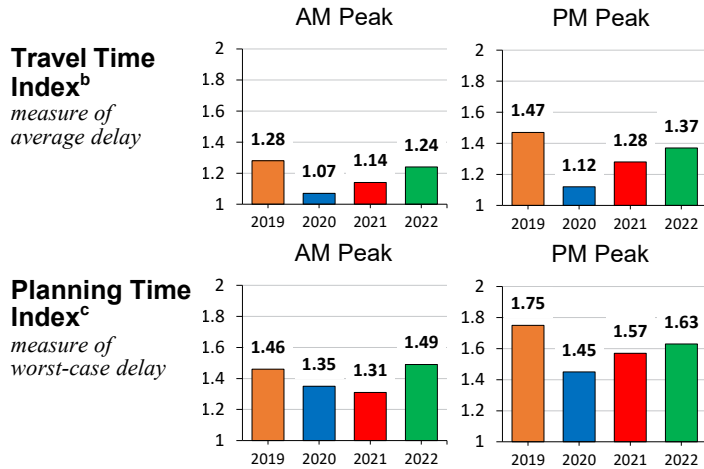 AM Peak
PM Peak
Travel Time
Index^b
measure of
average delay
2
1.8
1.6
1.4
1.2
1
1.28
1.07
1.14
1.24
2019 2020 2021 2022
2
1.8
1.6
1.4
1.2
1
1.47
1.12
1.28
1.37
2019 2020 2021 2022
AM Peak
PM Peak
Planning Time
Index^c
measure of
worst-case delay
2
1.8
1.6
1.4
1.2
1
1.46
1.35
1.31
1.49
2019 2020 2021 2022
2
1.8
1.6
1.4
1.2
1
1.75
1.45
1.57
1.63
2019 2020 2021 2022